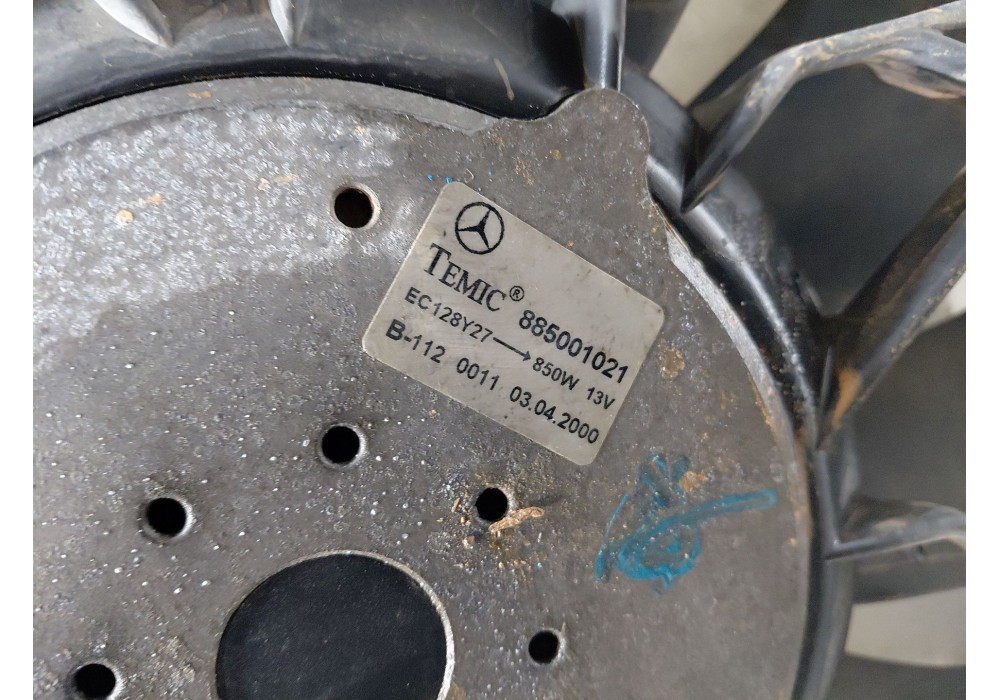 TEMIC® 885001021
EC128Y27→850W 13V
B-112 0011 03.04.2000